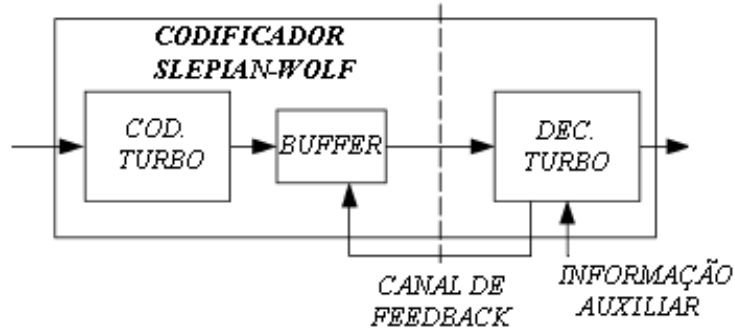 CODIFICADOR
SLEPIAN-WOLF
COD.
TURBO
BUFFER
DEC.
TURBO
CANAL DE
FEEDBACK
INFORMAÇÃO
AUXILIAR